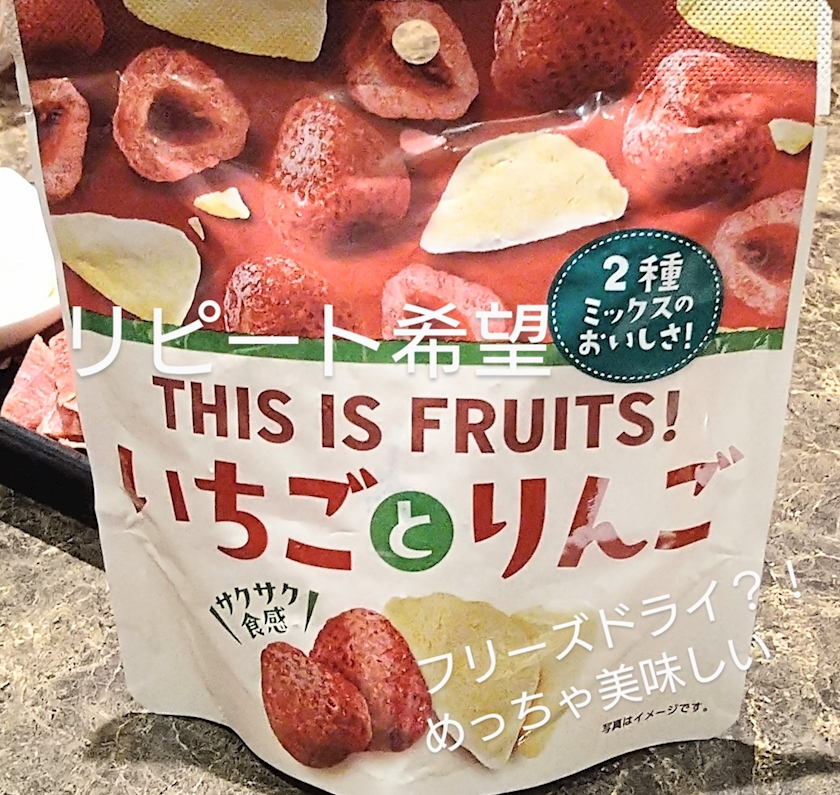 2種
ミックスの
おいしさ!
リピート希望
THIS IS FRUITS!
いちごとりんご
サクサク
食感
フリーズドライ?!
めっちゃ美味しい
写真はイメージです。